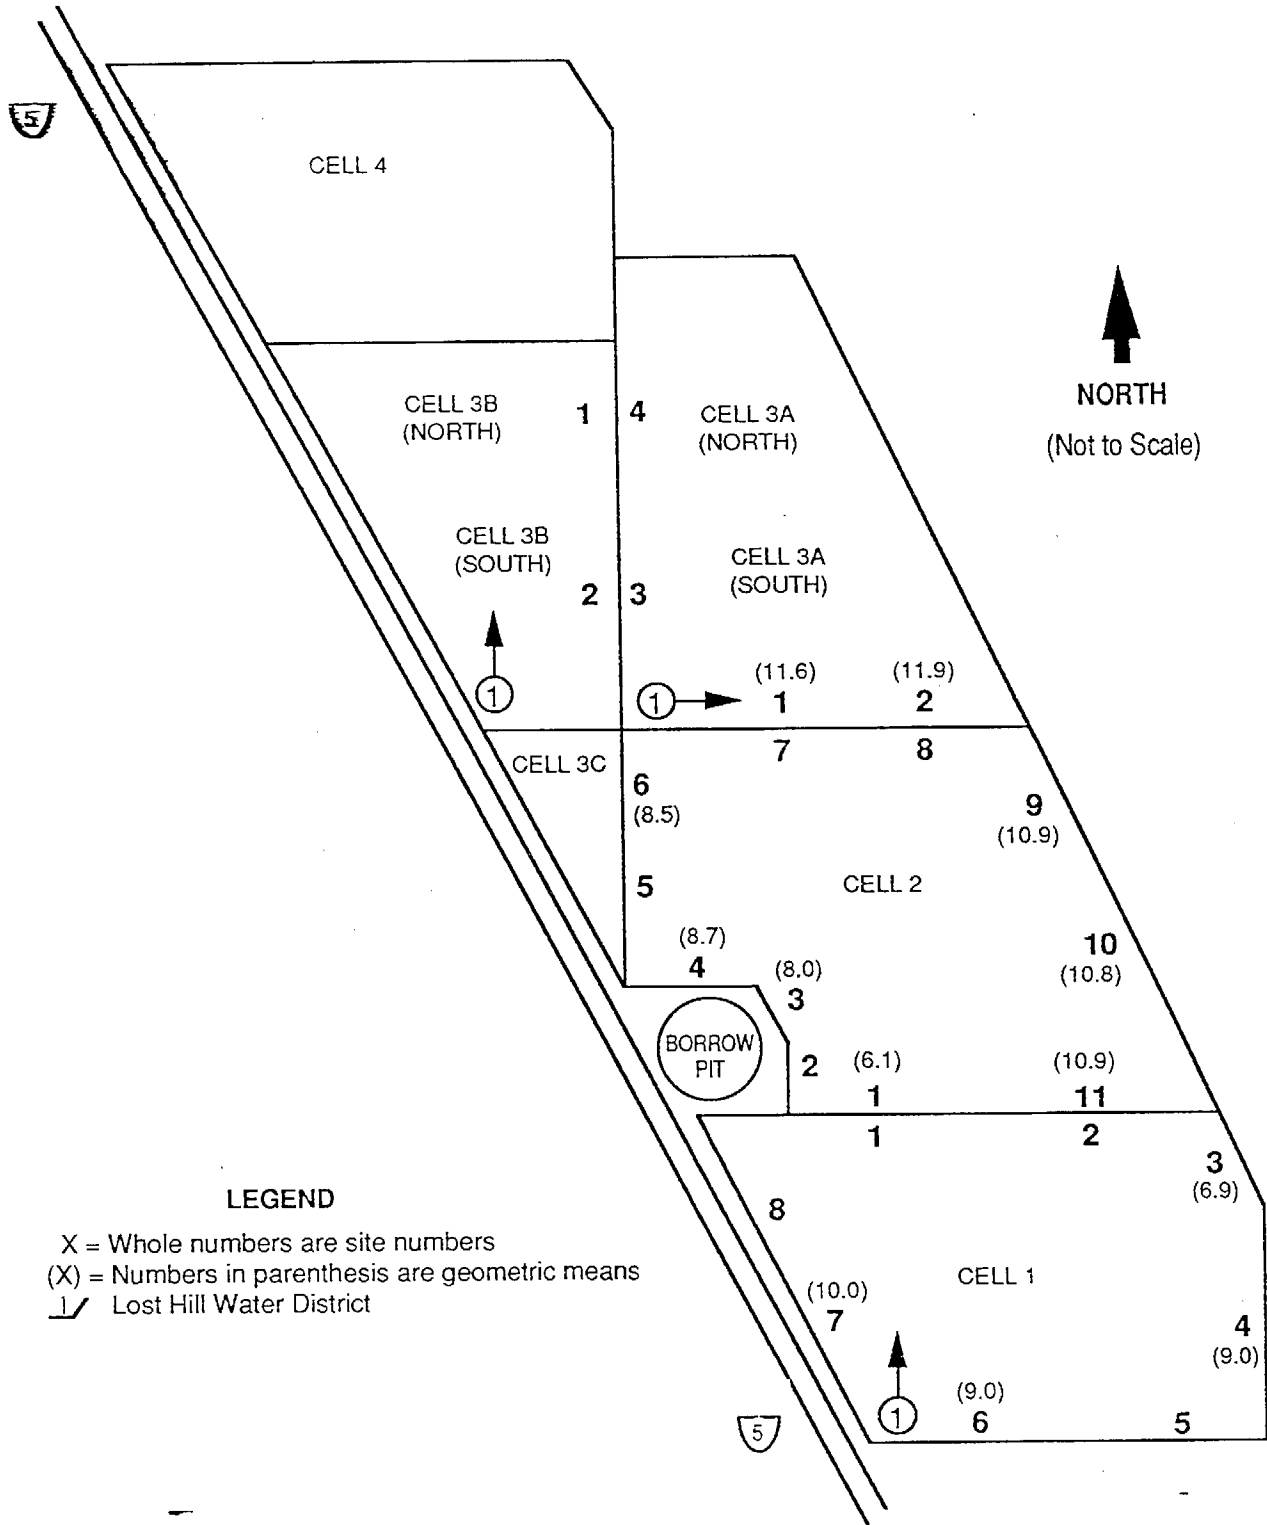 5
CELL 4
NORTH
(Not to Scale)
CELL 3B
(NORTH)
1
4
CELL 3A
(NORTH)
CELL 3B
(SOUTH)
2
3
CELL 3A
(SOUTH)
(11.6)
(11.9)
1
1
1
2
7
8
CELL 3C
6
(8.5)
9
(10.9)
5
CELL 2
(8.7)
4
(8.0)
3
10
(10.8)
BORROW
PIT
2
(6.1)
1
(10.9)
11
1
2
3
(6.9)
8
LEGEND
X = Whole numbers are site numbers
(X) = Numbers in parenthesis are geometric means
1 Lost Hill Water District
CELL 1
(10.0)
7
4
(9.0)
(9.0)
1
6
5
5